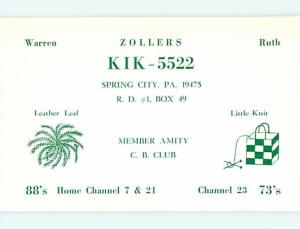 Warren ZOLLERS Ruth
KIK-5522
SPRING CITY, PA. 19475
R. D. #1, BOX 49
Leather Leaf Little Knit
MEMBER AMITY
C. B. CLUB
88's Home Channel 7 & 21 Channel 23 73's